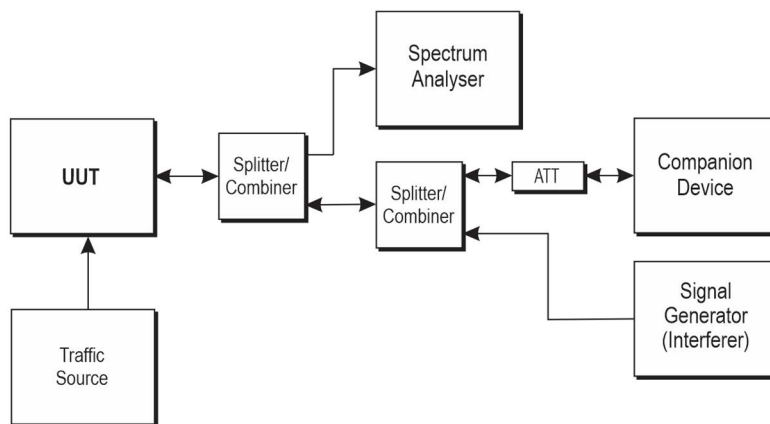 Spectrum
Analyser
UUT
Splitter/
Combiner
Splitter/
Combiner
ATT
Companion
Device
Signal
Generator
(Interferer)
Traffic
Source